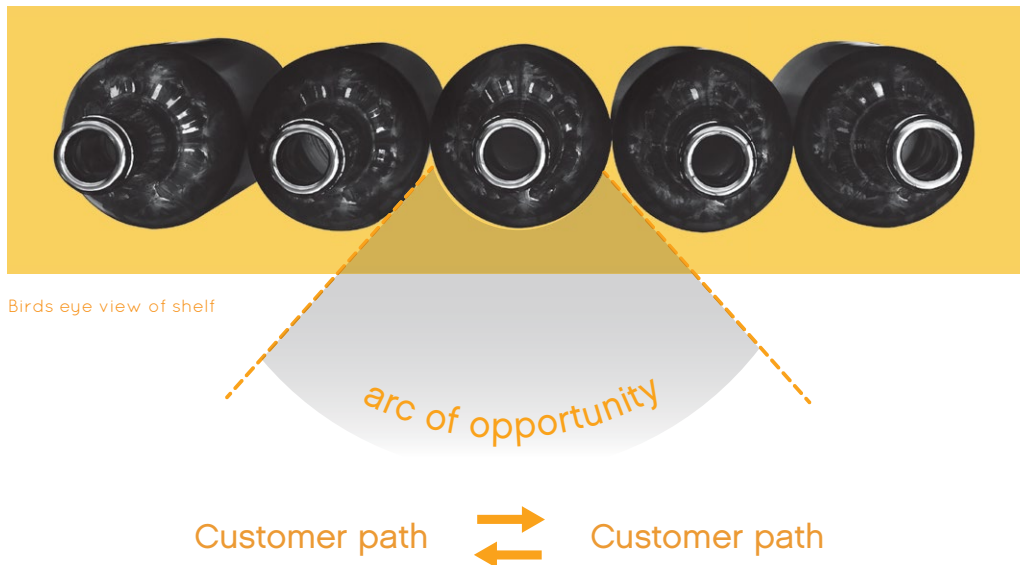 Birds eye view of shelf
arc of opportunity
Customer path
Customer path